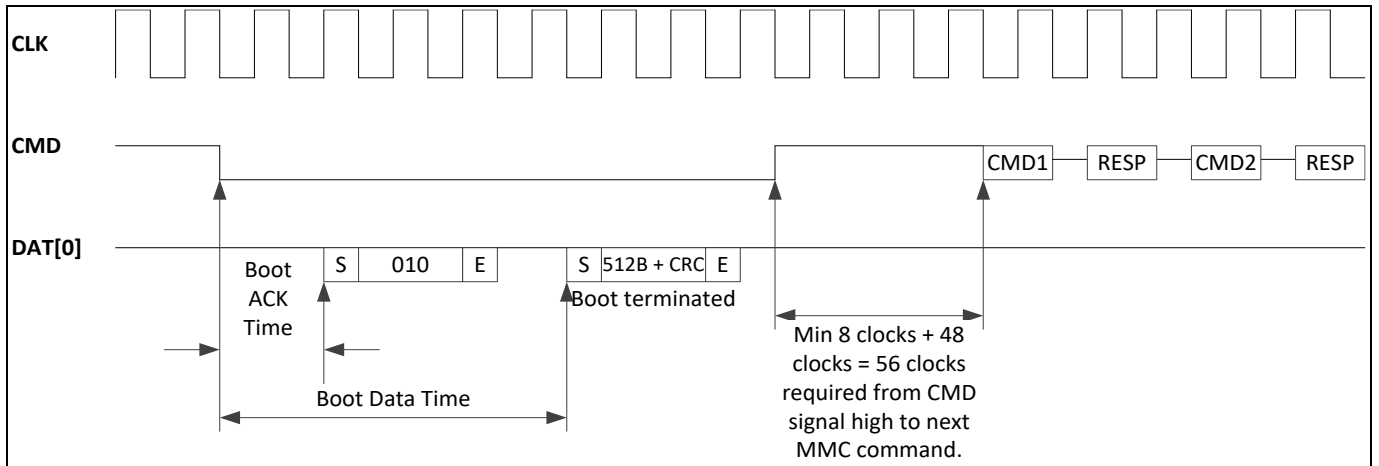 CLK
CMD
CMD1 RESP CMD2 RESP
DAT[0]
S 010 E S 512B + CRC E
Boot
ACK
Time
Boot terminated
Boot Data Time
Min 8 clocks + 48
clocks = 56 clocks
required from CMD
signal high to next
MMC command.